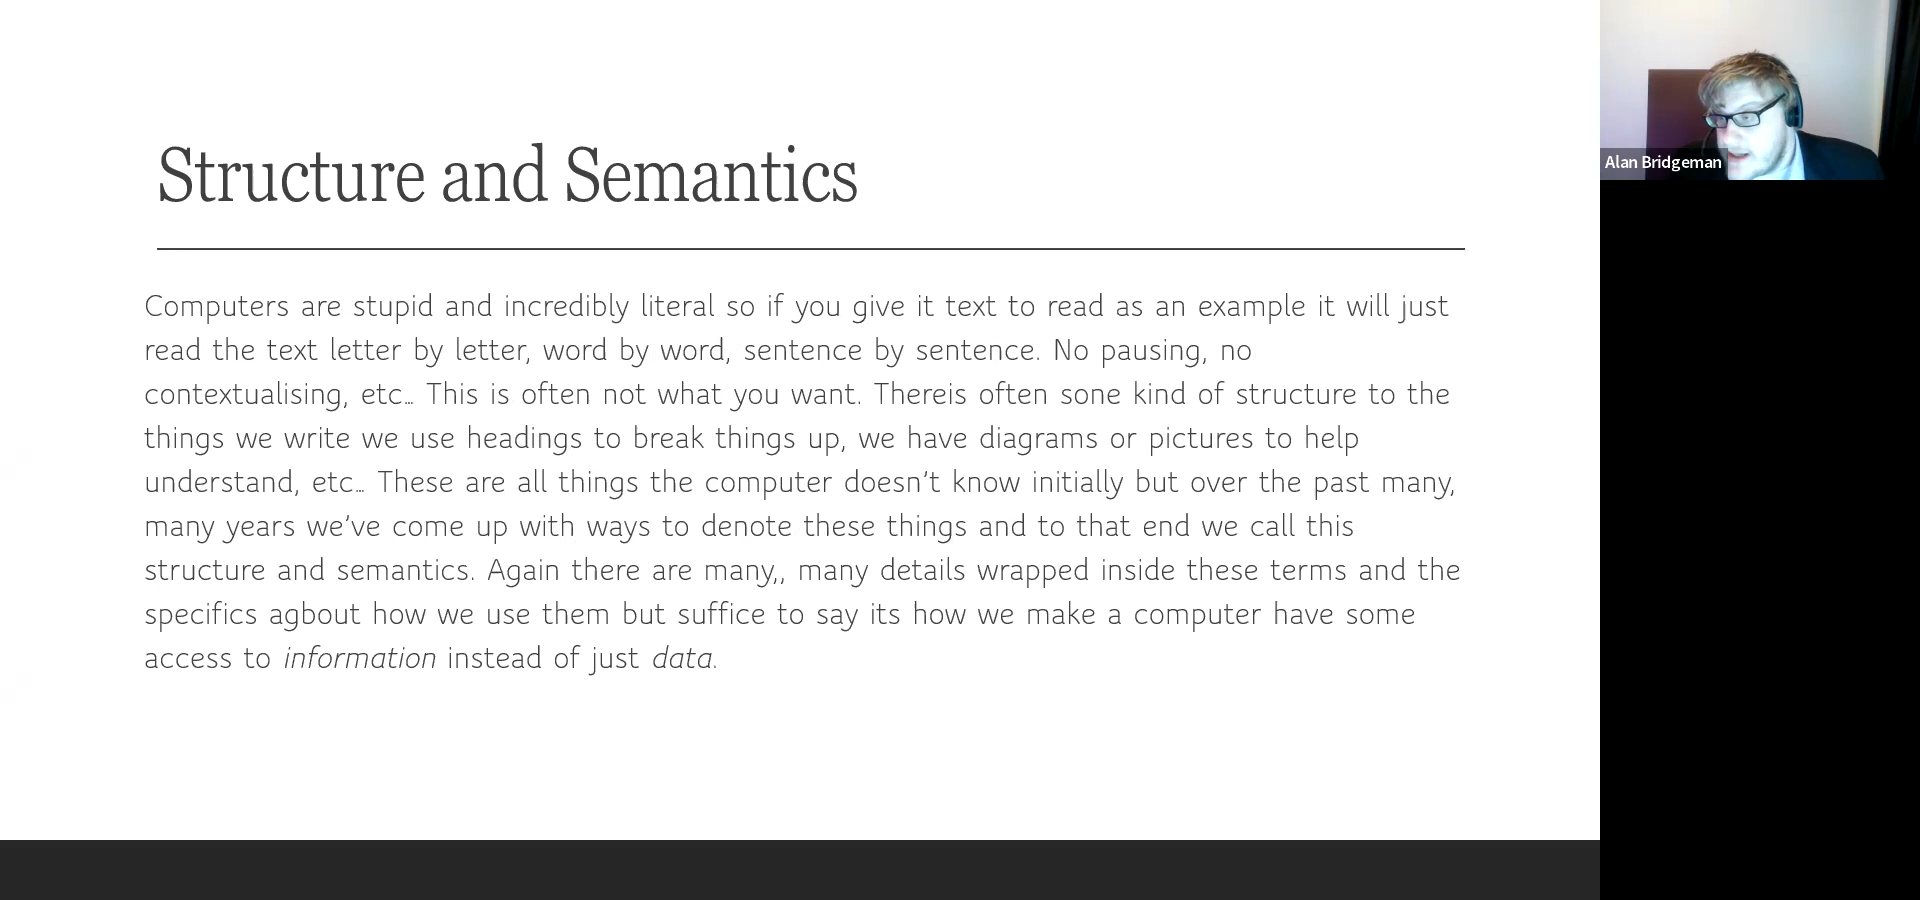 Structure and Semantics
Computers are stupid and incredibly literal so if you give it text to read as an example it will just
read the text letter by letter, word by word, sentence by sentence. No pausing, no
contextualising, etc… This is often not what you want. Thereis often sone kind of structure to the
things we write we use headings to break things up, we have diagrams or pictures to help
understand, etc… These are all things the computer doesn’t know initially but over the past many,
many years we’ve come up with ways to denote these things and to that end we call this
structure and semantics. Again there are many,, many details wrapped inside these terms and the
specifics agbout how we use them but suffice to say its how we make a computer have some
access to information instead of just data.
Alan Bridgeman